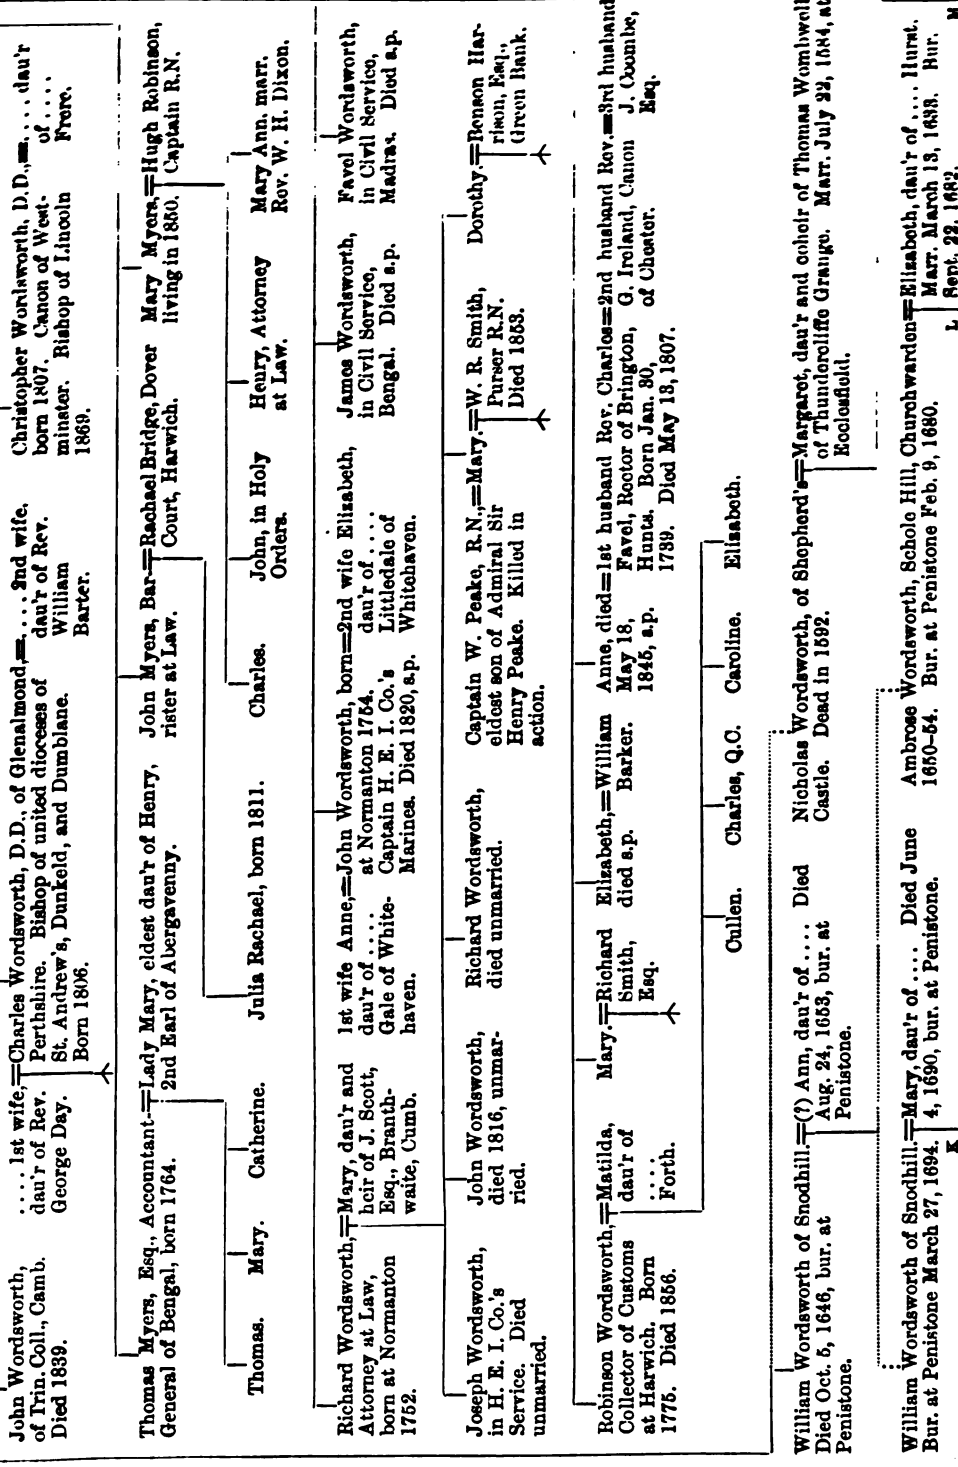 John Wordsworth,
of Trin. Coll., Camb.
Died 1839.
.... 1st wife,
dau'r of Rev.
George Day.
=Charles Wordsworth, D.D., of Glenalmond,=
Perthshire. Bishop of united dioceses of
St. Andrew's, Dunkeld, and Dumblane.
Born 1806.
.... 2nd wife.
dau'r of Rev.
William
Barter.
Christopher Wordsworth, D.D.,=
born 1807. Canon of West-
minster. Bishop of Lincoln
1869.
.... dau'r
of ....
Frere.
Thomas Myers, Esq., Accountant-
General of Bengal, born 1764.
=Lady Mary, eldest dau'r of Henry,
2nd Earl of Abergavenny.
John Myers, Bar-
rister at Law.
=Rachael Bridge, Dover
Court, Harwich.
Mary Myers,
living in 1850.
=Hugh Robinson,
Captain R.N.
Thomas.
Mary.
Catherine.
Julia Rachael, born 1811.
Charles.
John, in Holy
Orders.
Henry, Attorney
at Law.
Mary Ann. marr.
Rev. W. H. Dixon.
Richard Wordsworth,
Attorney at Law,
born at Normanton
1752.
=Mary, dau'r and
heir of J. Scott,
Esq., Branth-
waite, Cumb.
1st wife Anne,
dau'r of ....
Gale of White-
haven.
=John Wordsworth, born
at Normanton 1754.
Captain H. E. I. Co.'s
Marines. Died 1820, s.p.
=2nd wife Elizabeth,
dau'r of ....
Littledale of
Whitehaven.
James Wordsworth,
in Civil Service,
Bengal. Died s.p.
Favel Wordsworth,
in Civil Service,
Madras. Died s.p.
Joseph Wordsworth,
in H. E. I. Co.'s
Service. Died
unmarried.
John Wordsworth,
died 1816, unmar-
ried.
Richard Wordsworth,
died unmarried.
Captain W. Peake, R.N.,
eldest son of Admiral Sir
Henry Peake. Killed in
action.
=Mary.
=W. R. Smith,
Purser R.N.
Died 1853.
Dorothy.
=Benson Har-
rison, Esq.,
Green Bank.
Robinson Wordsworth,
Collector of Customs
at Harwich. Born
1775. Died 1856.
=Matilda,
dau'r of
....
Forth.
Mary.
=Richard
Smith,
Esq.
Elizabeth,
died s.p.
=William
Barker.
Anne, died
May 18,
1845, s.p.
=1st husband Rev. Charles
Favel, Rector of Brington,
Hunts. Born Jan. 30,
1739. Died May 13, 1807.
=2nd husband Rev.
G. Ireland, Canon
of Chester.
=3rd husband
J. Coombe,
Esq.
Cullen.
Charles, Q.C.
Caroline.
Elizabeth.
William Wordsworth of Snodhill.
Died Oct. 5, 1646, bur. at
Penistone.
=(?) Ann, dau'r of .... Died
Aug. 24, 1653, bur. at
Penistone.
Nicholas Wordsworth, of Shepherd's
Castle. Dead in 1592.
=Margaret, dau'r and coheir of Thomas Wombwell
of Thundercliffe Grange. Marr. July 22, 1584, at
Ecclesfield.
William Wordsworth of Snodhill.
Bur. at Penistone March 27, 1694.
=Mary, dau'r of .... Died June
4, 1690, bur. at Penistone.
K
Ambrose Wordsworth, Schole Hill, Churchwarden
1650-54. Bur. at Penistone Feb. 9, 1680.
=Elizabeth, dau'r of .... Hurst.
Marr. March 13, 1633. Bur.
Sept. 22, 1682.
L
M